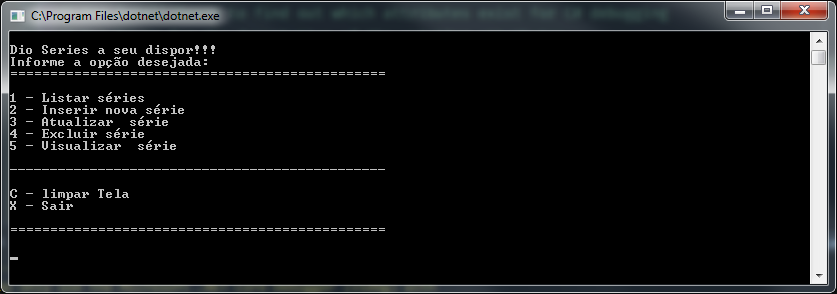 C:\Program Files\dotnet\dotnet.exe
Dio Series a seu dispor!!!
Informe a opção desejada:
===============================================
1 - Listar séries
2 - Inserir nova série
3 - Atualizar  série
4 - Excluir série
5 - Visualizar  série
-----------------------------------------------
C - limpar Tela
X - Sair
===============================================